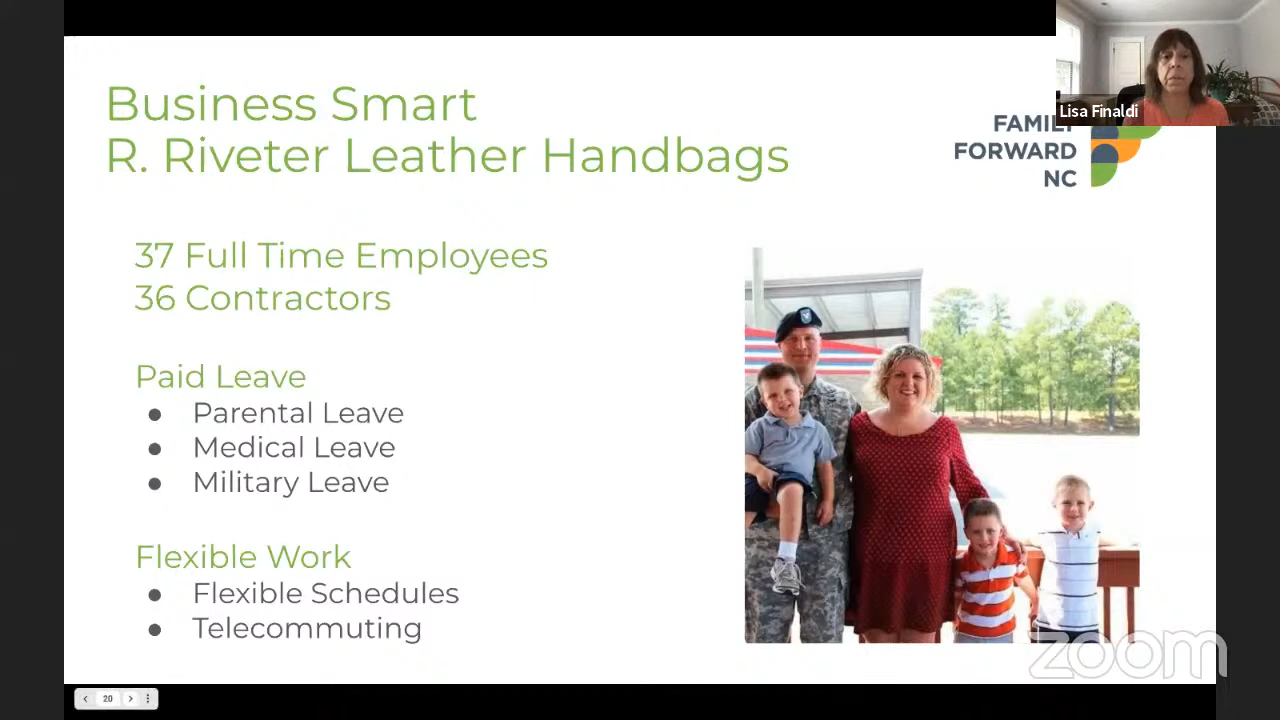 Business Smart
R. Riveter Leather Handbags
Lisa Finaldi
FAMILY
FORWARD
NC
37 Full Time Employees
36 Contractors
Paid Leave
● Parental Leave
● Medical Leave
● Military Leave
Flexible Work
● Flexible Schedules
● Telecommuting
zoom
20